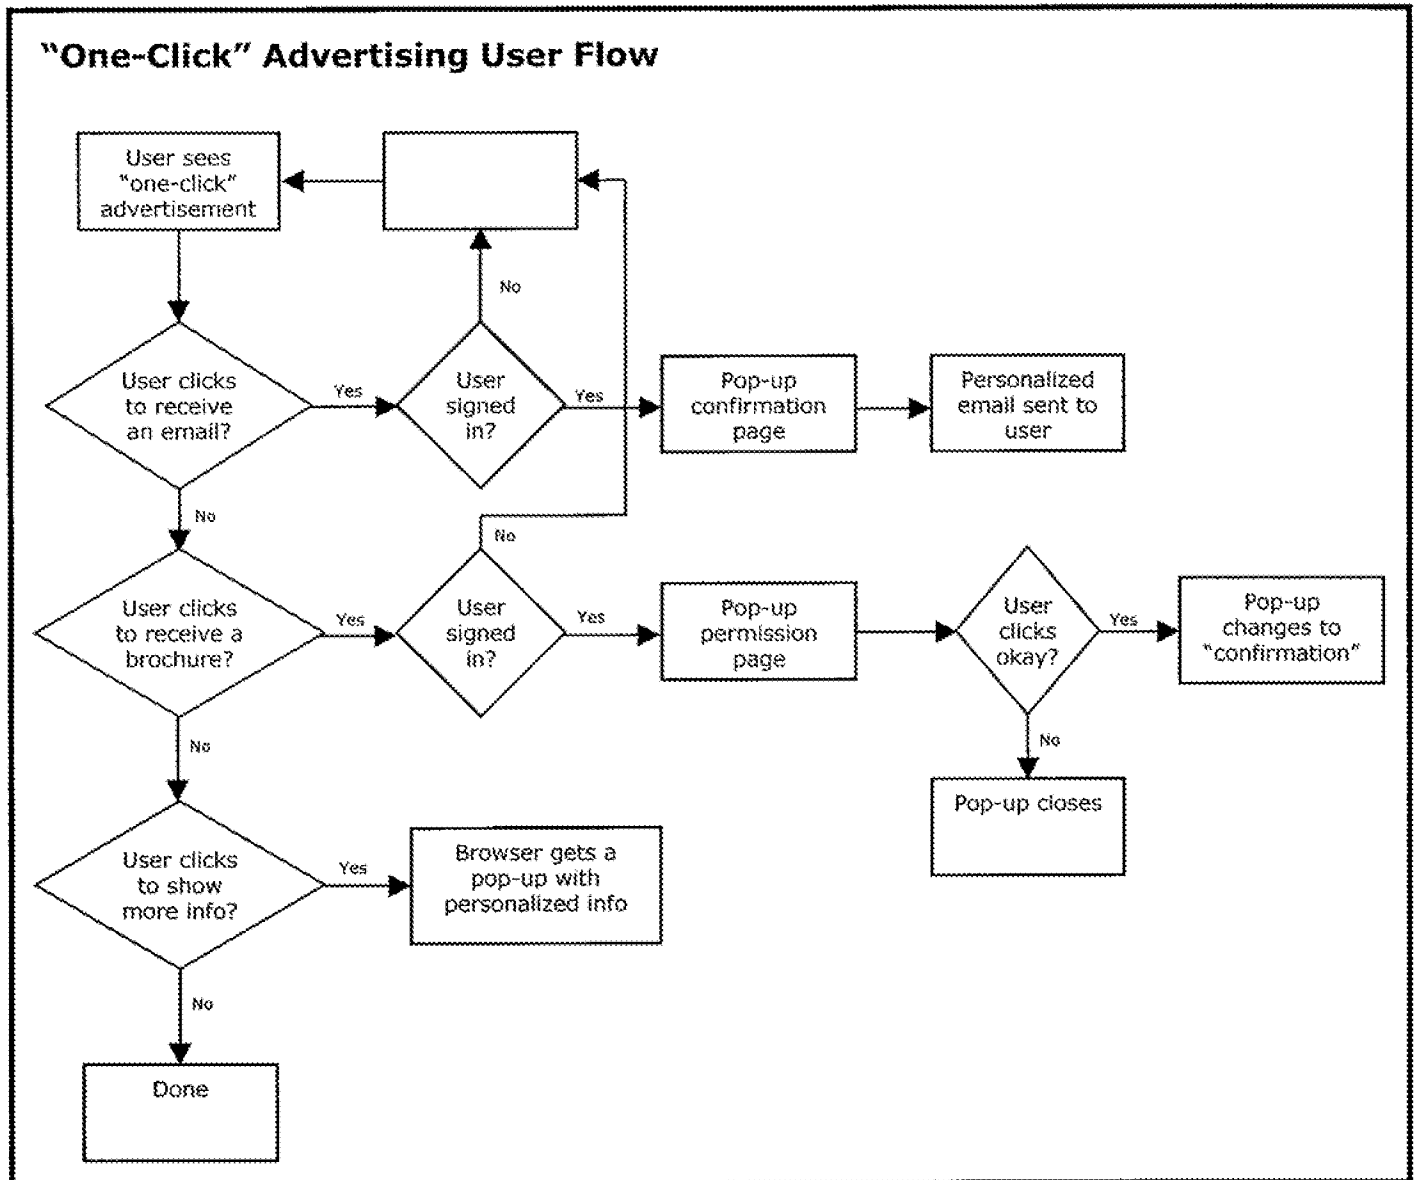 “One-Click” Advertising User Flow
User sees
“one-click”
advertisement
No
User clicks
to receive
an email?
Yes
User
signed
in?
Yes
Pop-up
confirmation
page
Personalized
email sent to
user
No
No
User clicks
to receive a
brochure?
Yes
User
signed
in?
Yes
Pop-up
permission
page
User
clicks
okay?
Yes
Pop-up
changes to
“confirmation”
No
No
Pop-up closes
User clicks
to show
more info?
Yes
Browser gets a
pop-up with
personalized info
No
Done